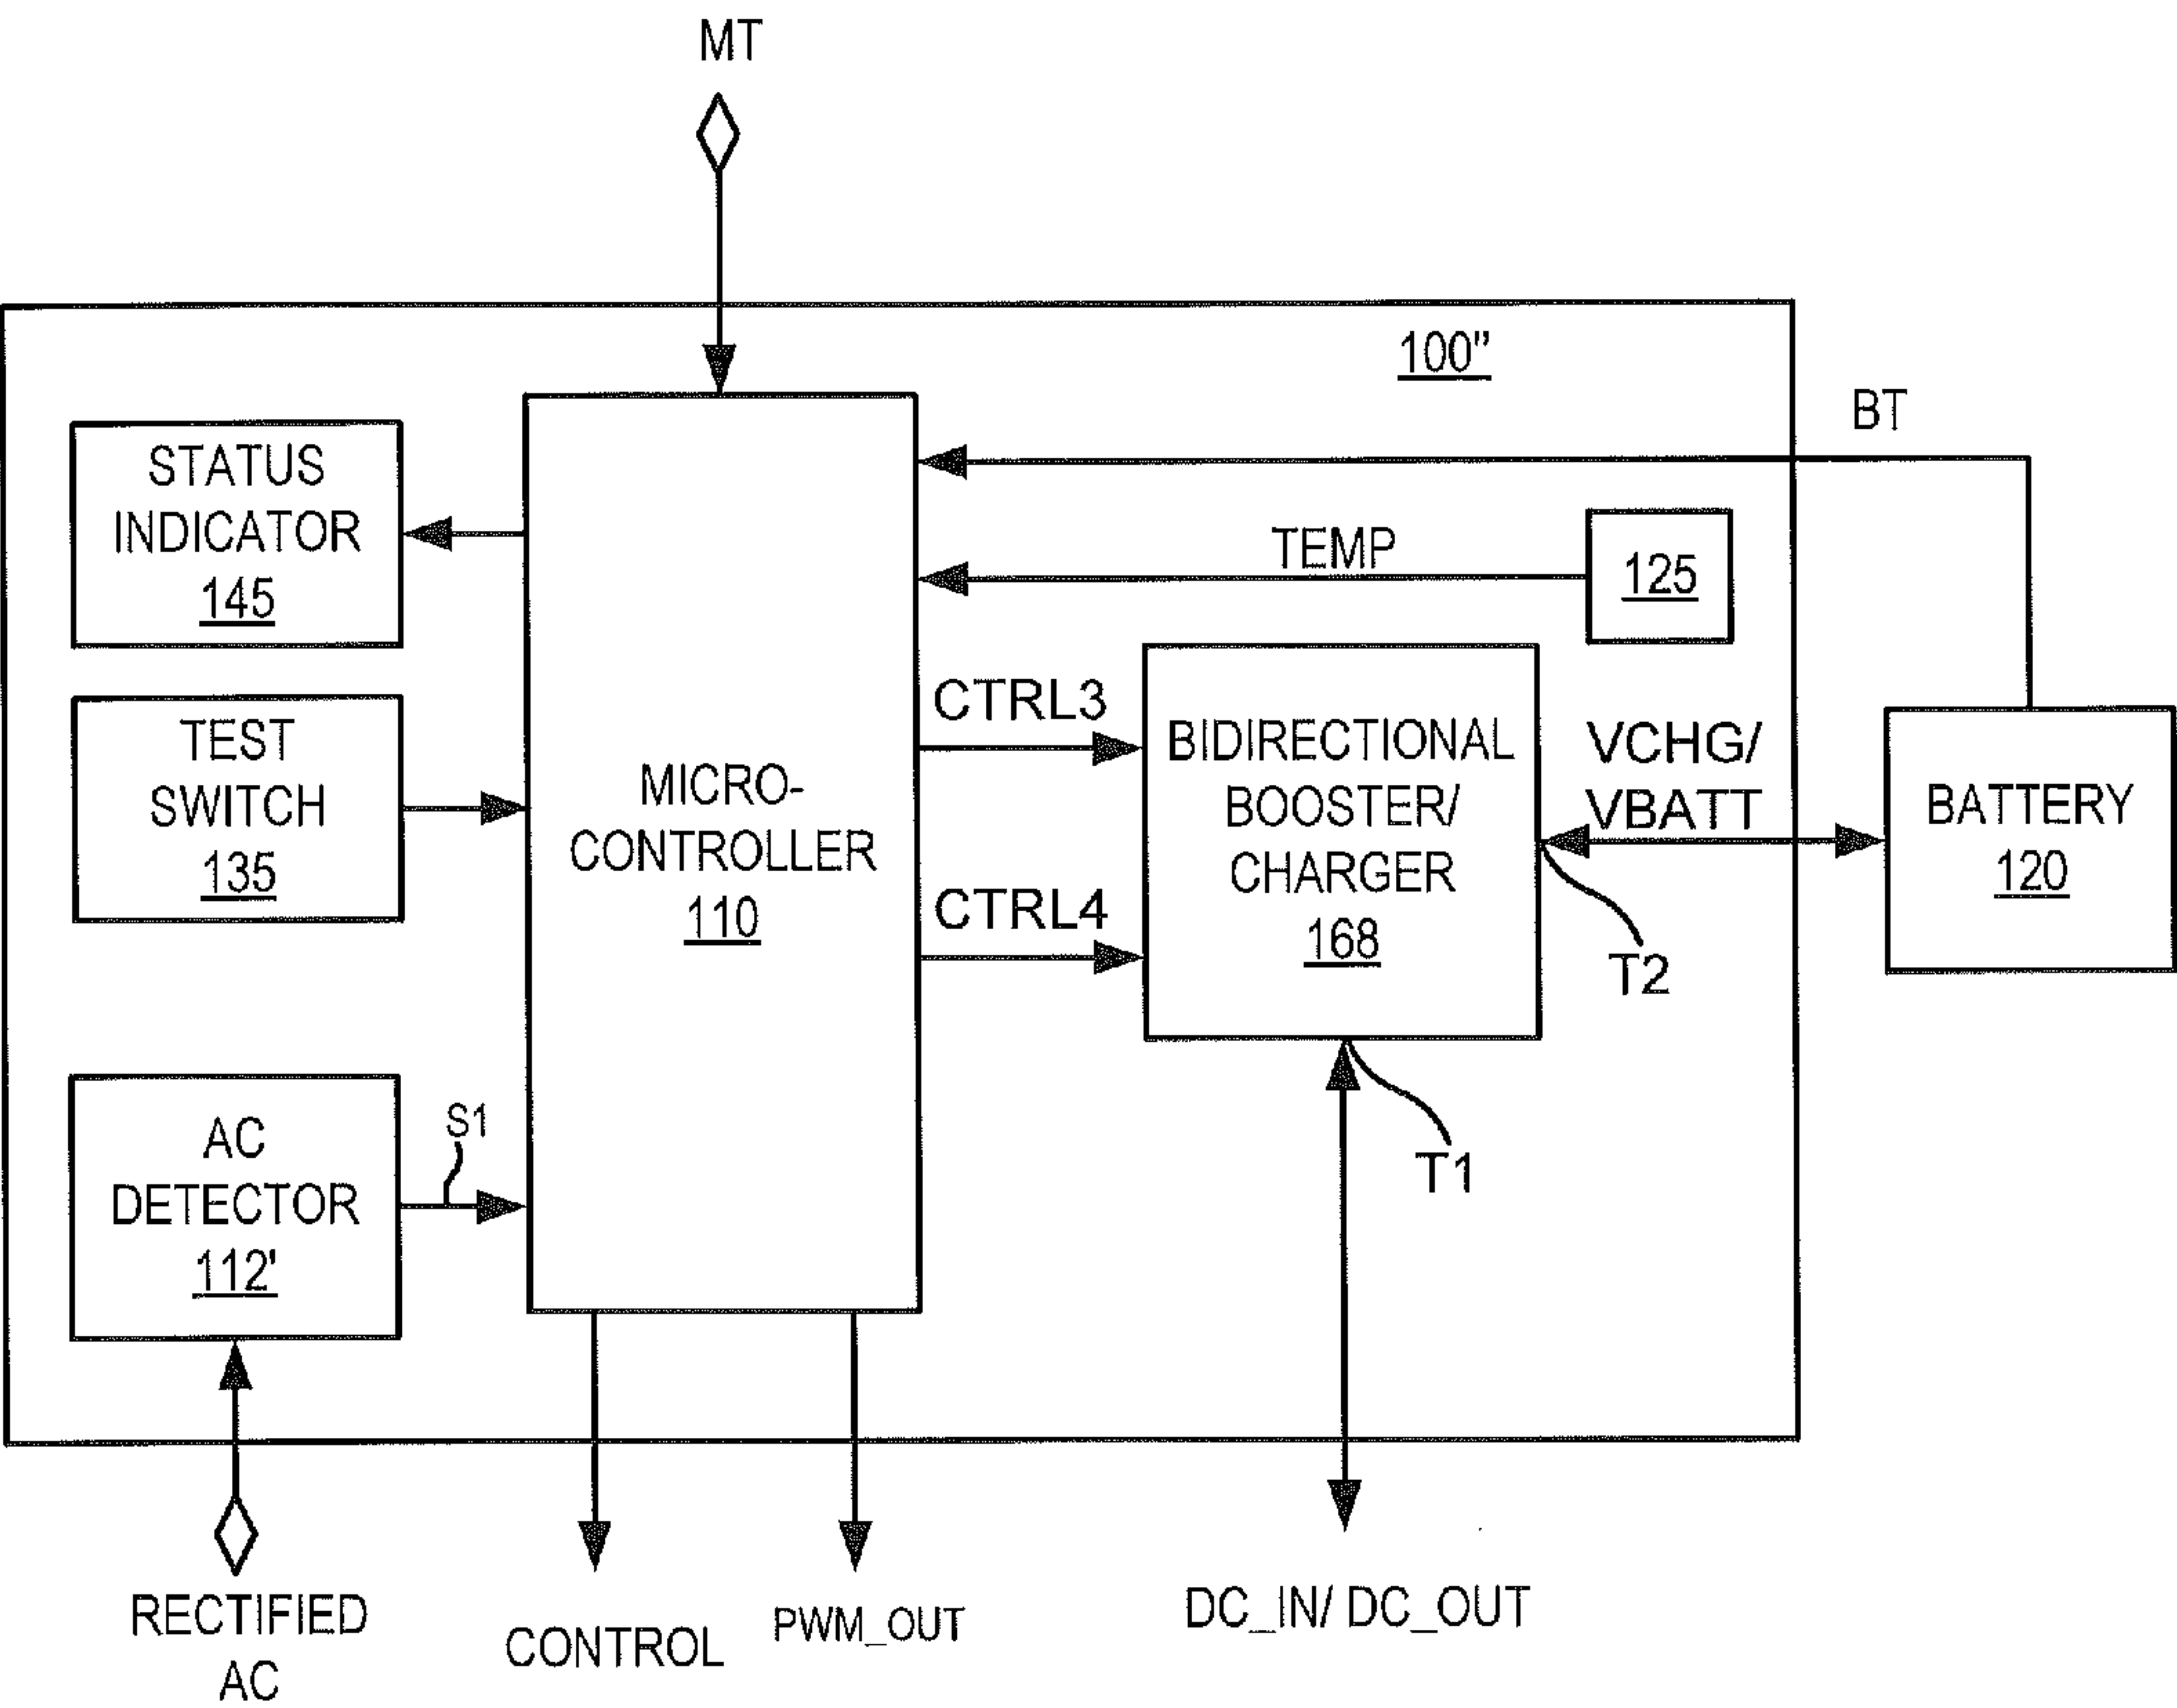 MT
100"
BT
STATUS
INDICATOR
145
TEMP
125
TEST
SWITCH
135
MICRO-
CONTROLLER
110
CTRL3
CTRL4
BIDIRECTIONAL
BOOSTER/
CHARGER
168
VCHG/
VBATT
BATTERY
120
T2
T1
AC
DETECTOR
112'
S1
RECTIFIED
AC
CONTROL
PWM_OUT
DC_IN/ DC_OUT